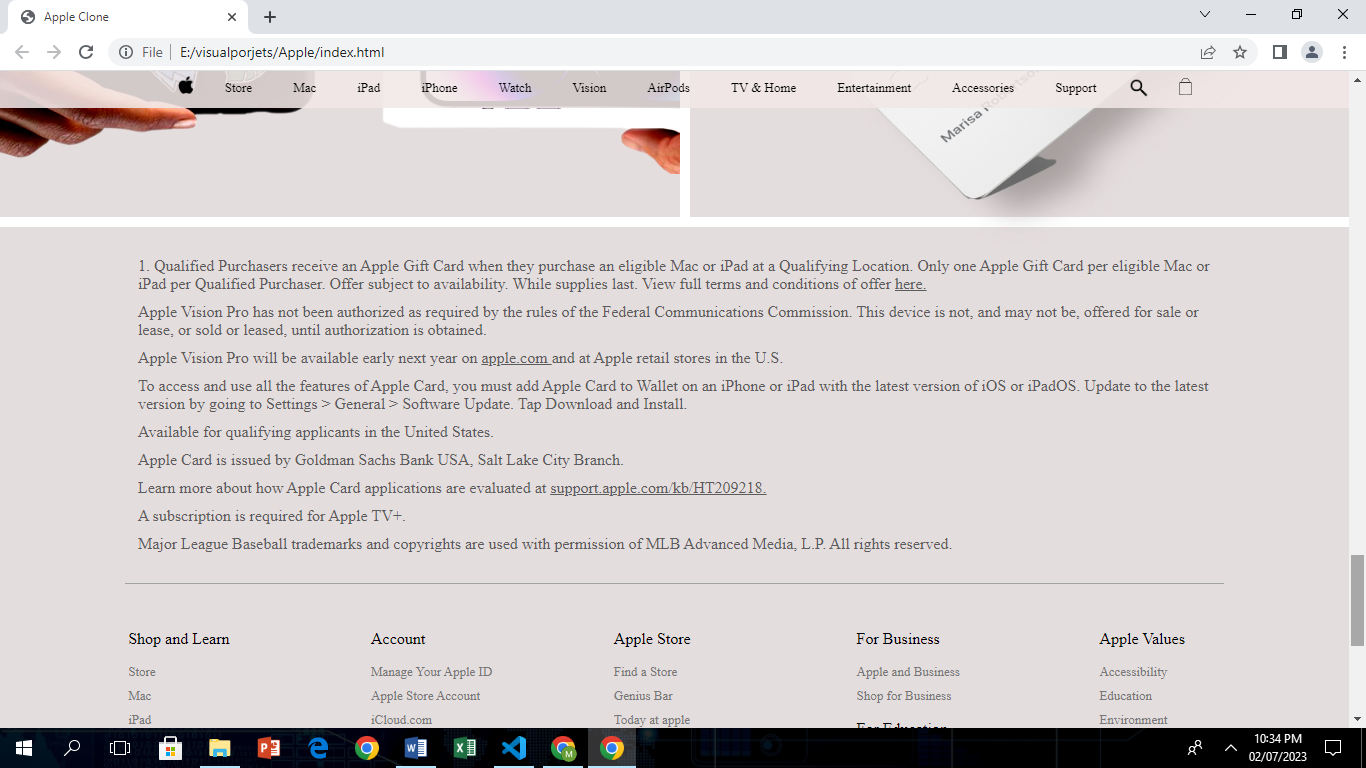 Apple Clone
File
E:/visualporjets/Apple/index.html
Store Mac iPad iPhone Watch Vision AirPods TV & Home Entertainment Accessories Support
Marisa
1. Qualified Purchasers receive an Apple Gift Card when they purchase an eligible Mac or iPad at a Qualifying Location. Only one Apple Gift Card per eligible Mac or
iPad per Qualified Purchaser. Offer subject to availability. While supplies last. View full terms and conditions of offer here.
Apple Vision Pro has not been authorized as required by the rules of the Federal Communications Commission. This device is not, and may not be, offered for sale or
lease, or sold or leased, until authorization is obtained.
Apple Vision Pro will be available early next year on apple.com and at Apple retail stores in the U.S.
To access and use all the features of Apple Card, you must add Apple Card to Wallet on an iPhone or iPad with the latest version of iOS or iPadOS. Update to the latest
version by going to Settings > General > Software Update. Tap Download and Install.
Available for qualifying applicants in the United States.
Apple Card is issued by Goldman Sachs Bank USA, Salt Lake City Branch.
Learn more about how Apple Card applications are evaluated at support.apple.com/kb/HT209218.
A subscription is required for Apple TV+.
Major League Baseball trademarks and copyrights are used with permission of MLB Advanced Media, L.P. All rights reserved.
Shop and Learn
Store
Mac
iPad
Account
Manage Your Apple ID
Apple Store Account
iCloud.com
Apple Store
Find a Store
Genius Bar
Today at apple
For Business
Apple and Business
Shop for Business
For Education
Apple Values
Accessibility
Education
Environment
10:34 PM
02/07/2023